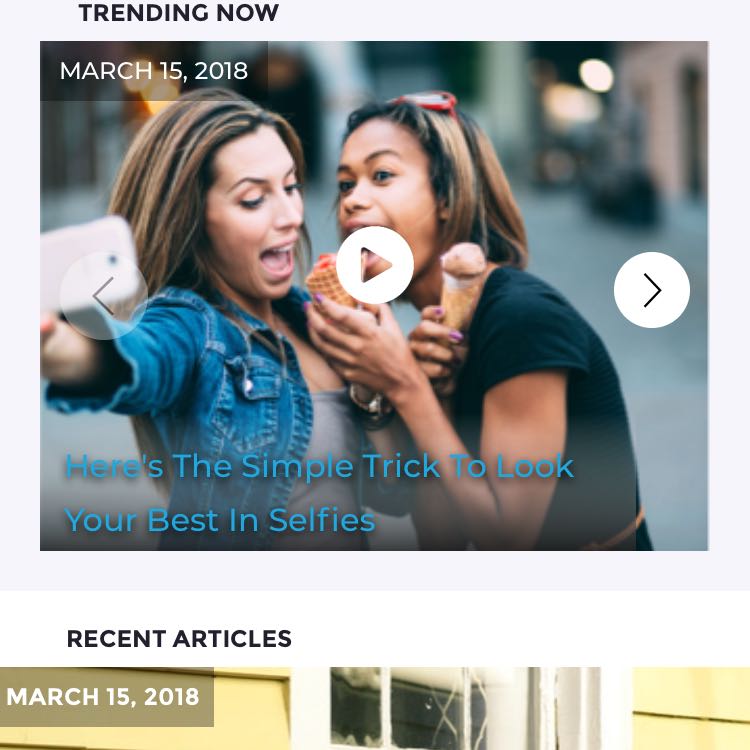 TRENDING NOW
MARCH 15, 2018
Here's The Simple Trick To Look
Your Best In Selfies
RECENT ARTICLES
MARCH 15, 2018